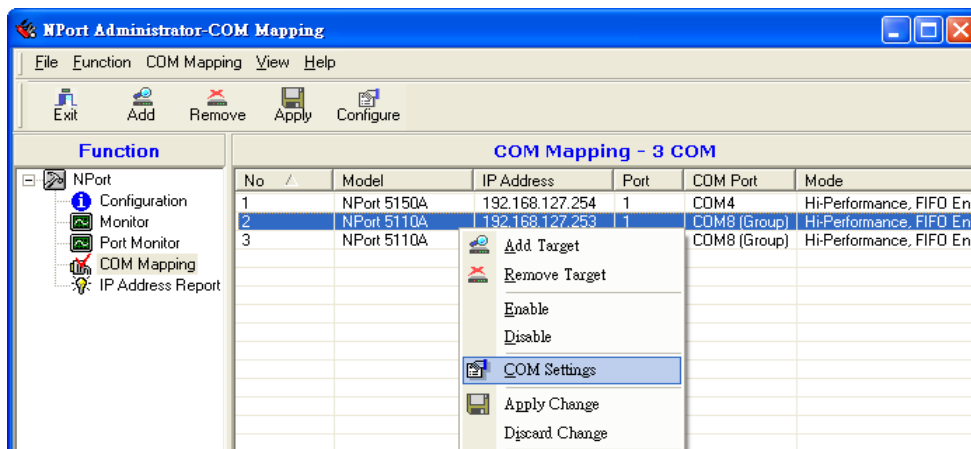 NPort Administrator-COM Mapping
File Function COM Mapping View Help
Exit Add Remove Apply Configure
Function
COM Mapping - 3 COM
NPort
Configuration
Monitor
Port Monitor
COM Mapping
IP Address Report
No Model IP Address Port COM Port Mode
1 NPort 5150A 192.168.127.254 1 COM4 Hi-Performance, FIFO En
2 NPort 5110A 192.168.127.253 1 COM8 (Group) Hi-Performance, FIFO En
3 NPort 5110A COM8 (Group) Hi-Performance, FIFO En
Add Target
Remove Target
Enable
Disable
COM Settings
Apply Change
Discard Change